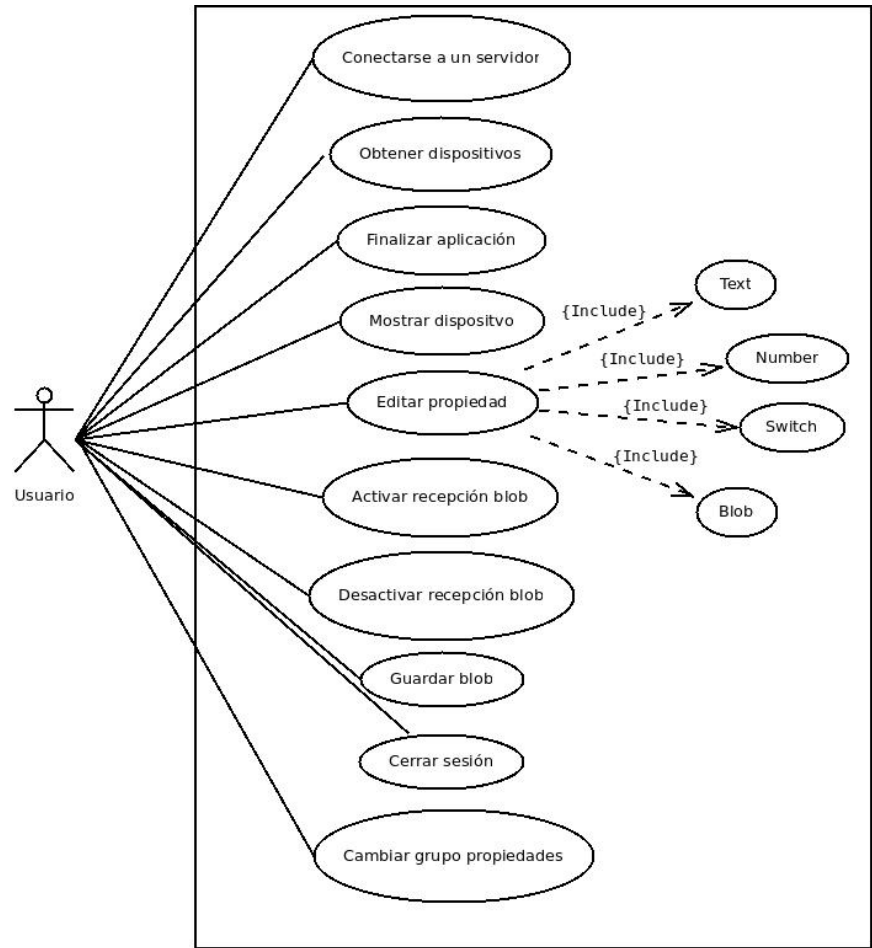 Conectarse a un servidor
Obtener dispositivos
Finalizar aplicación
Mostrar dispositvo
Editar propiedad
Activar recepción blob
Desactivar recepción blob
Guardar blob
Cerrar sesión
Cambiar grupo propiedades
Usuario
{Include}
Text
{Include}
Number
{Include}
Switch
{Include}
Blob